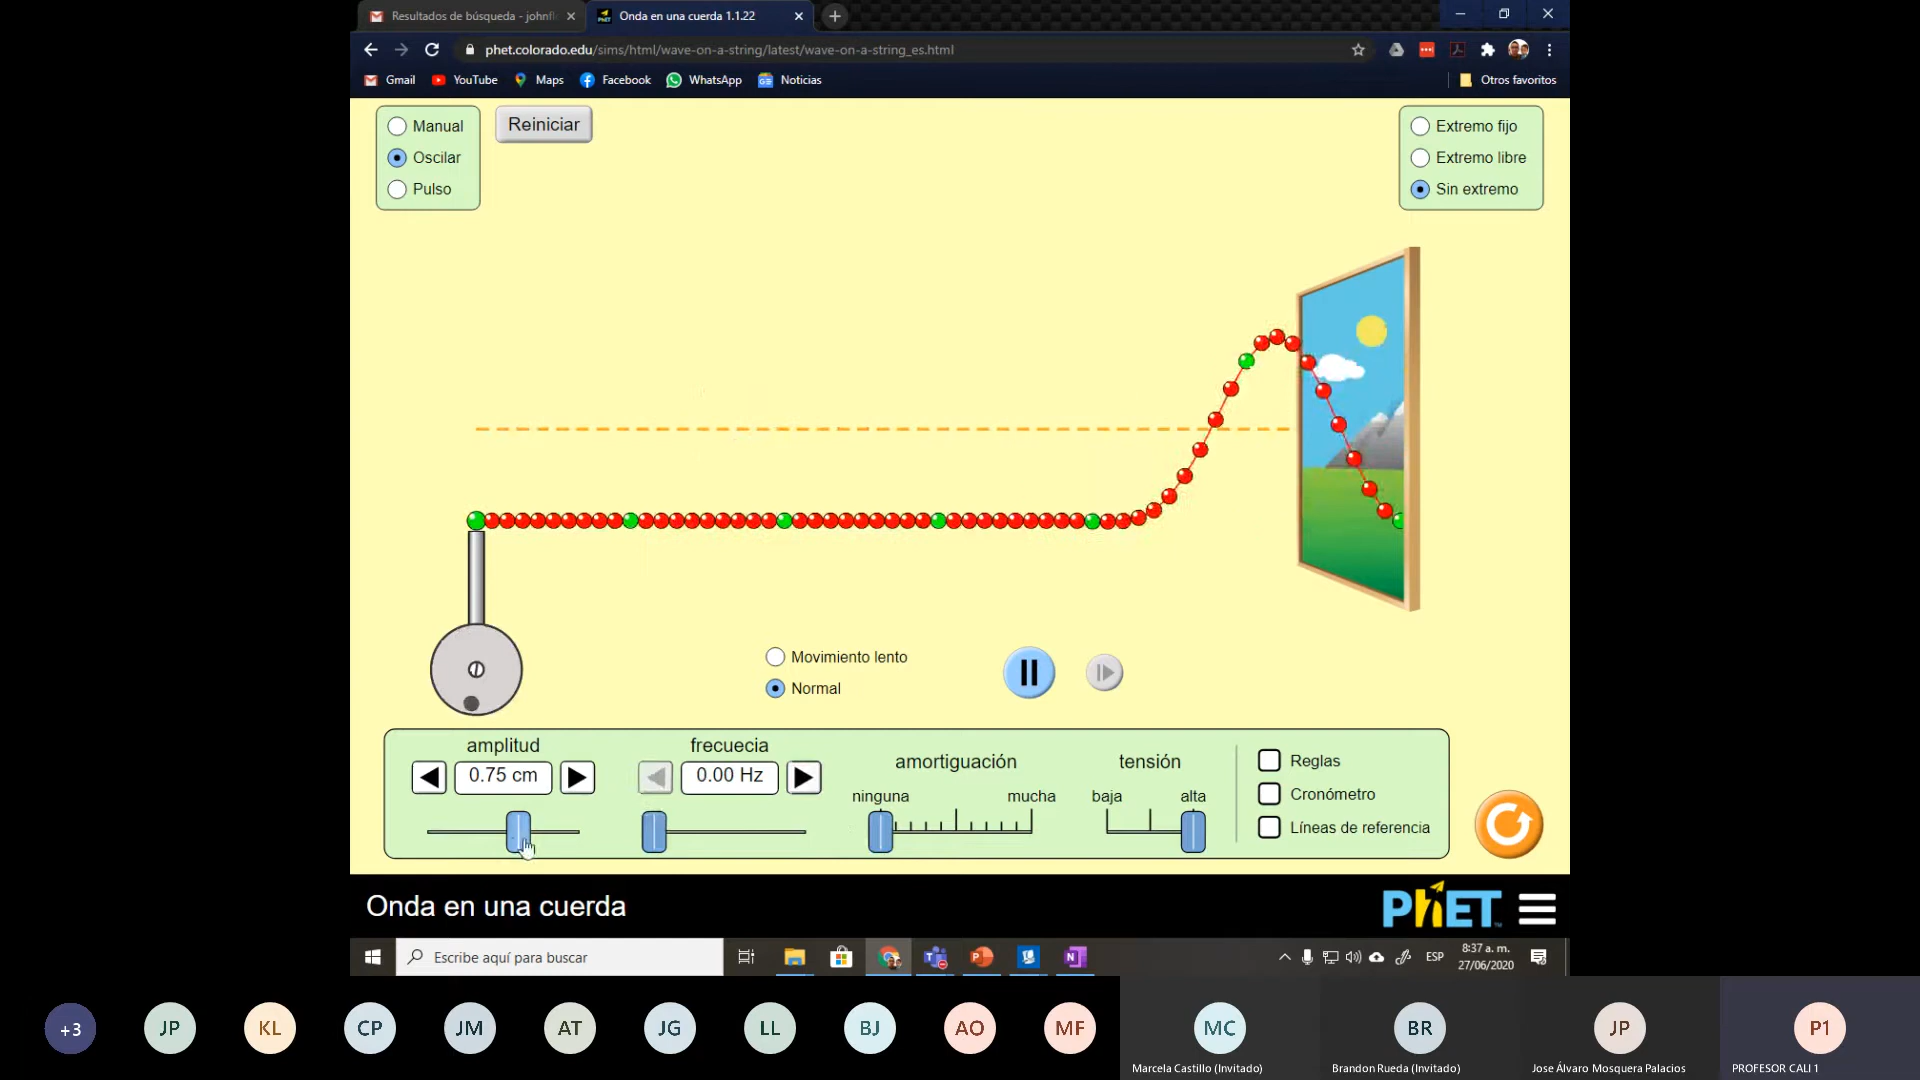 Resultados de búsqueda - johnfl
Onda en una cuerda 1.1.22
phet.colorado.edu/sims/html/wave-on-a-string/latest/wave-on-a-string_es.html
Gmail
YouTube
Maps
Facebook
WhatsApp
Noticias
Otros favoritos
Manual
Oscilar
Pulso
Reiniciar
Extremo fijo
Extremo libre
Sin extremo
Movimiento lento
Normal
amplitud
0.75 cm
frecuecia
0.00 Hz
amortiguación
ninguna
mucha
tensión
baja
alta
Reglas
Cronómetro
Líneas de referencia
Onda en una cuerda
PhET
Escribe aquí para buscar
ESP
8:37 a. m.
27/06/2020
+3
JP
KL
CP
JM
AT
JG
LL
BJ
AO
MF
MC
Marcela Castillo (Invitado)
BR
Brandon Rueda (Invitado)
JP
Jose Álvaro Mosquera Palacios
P1
PROFESOR CALI 1